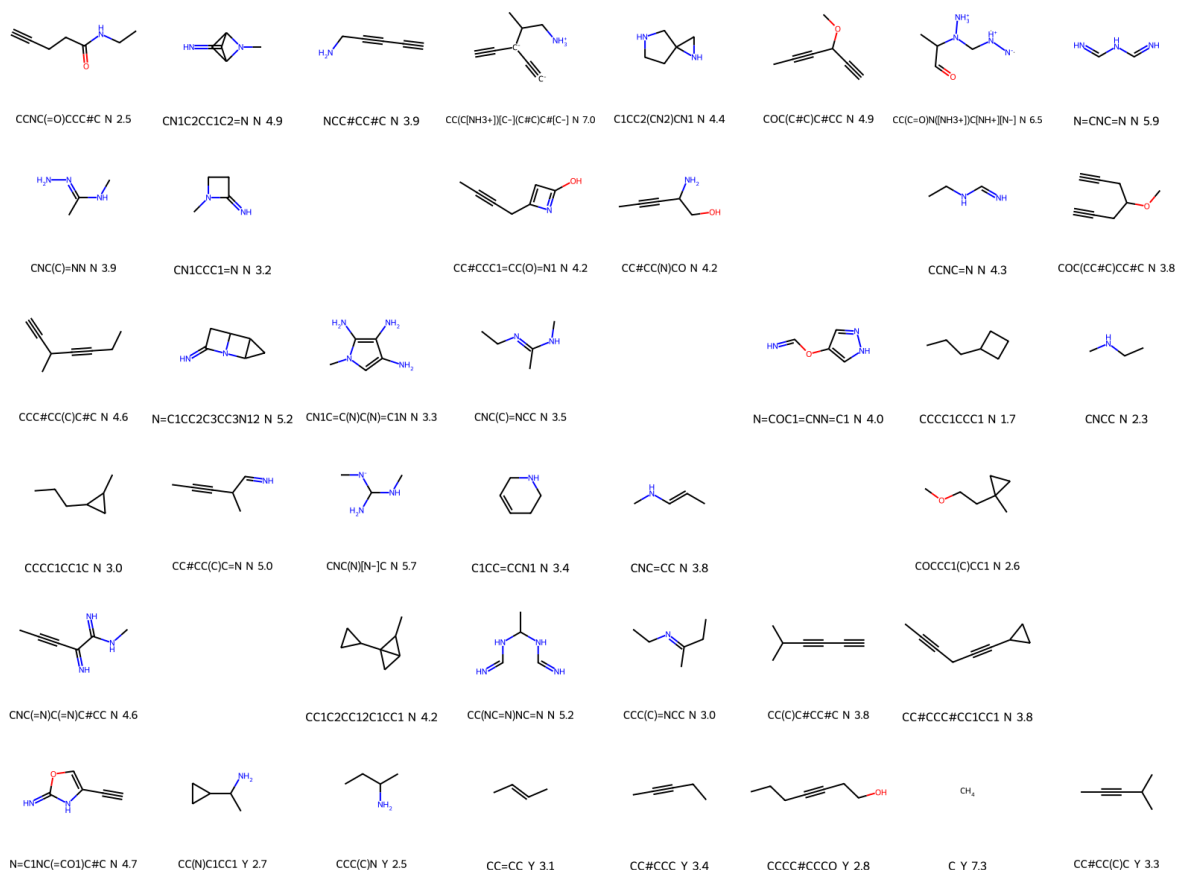 CCNC(=O)CCC#C N 2.5
CN1C2CC1C2=N N 4.9
NCC#CC#C N 3.9
CC(C[NH3+])[C-](C#C)C#[C-] N 7.0
C1CC2(CN2)CN1 N 4.4
COC(C#C)C#CC N 4.9
CC(C=O)N([NH3+])C[NH+][N-] N 6.5
N=CNC=N N 5.9
CNC(C)=NN N 3.9
CN1CCC1=N N 3.2
CC#CCC1=CC(O)=N1 N 4.2
CC#CC(N)CO N 4.2
CCNC=N N 4.3
COC(CC#C)CC#C N 3.8
CCC#CC(C)C#C N 4.6
N=C1CC2C3CC3N12 N 5.2
CN1C=C(N)C(N)=C1N N 3.3
CNC(C)=NCC N 3.5
N=COC1=CNN=C1 N 4.0
CCCC1CCC1 N 1.7
CNCC N 2.3
CCCC1CC1C N 3.0
CC#CC(C)C=N N 5.0
CNC(N)[N-]C N 5.7
C1CC=CCN1 N 3.4
CNC=CC N 3.8
COCCC1(C)CC1 N 2.6
CNC(=N)C(=N)C#CC N 4.6
CC1C2CC12C1CC1 N 4.2
CC(NC=N)NC=N N 5.2
CCC(C)=NCC N 3.0
CC(C)C#CC#C N 3.8
CC#CCC#CC1CC1 N 3.8
N=C1NC(=CO1)C#C N 4.7
CC(N)C1CC1 Y 2.7
CCC(C)N Y 2.5
CC=CC Y 3.1
CC#CCC Y 3.4
CCCC#CCCO Y 2.8
CH4
C Y 7.3
CC#CC(C)C Y 3.3